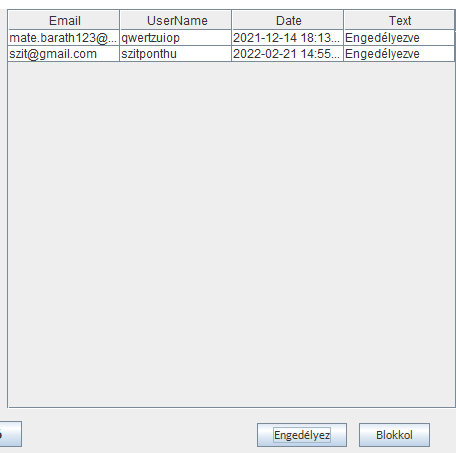 Email UserName Date Text
mate.barath123@... qwertzuiop 2021-12-14 18:13... Engedélyezve
szit@gmail.com szitponthu 2022-02-21 14:55... Engedélyezve
Engedélyez Blokkol